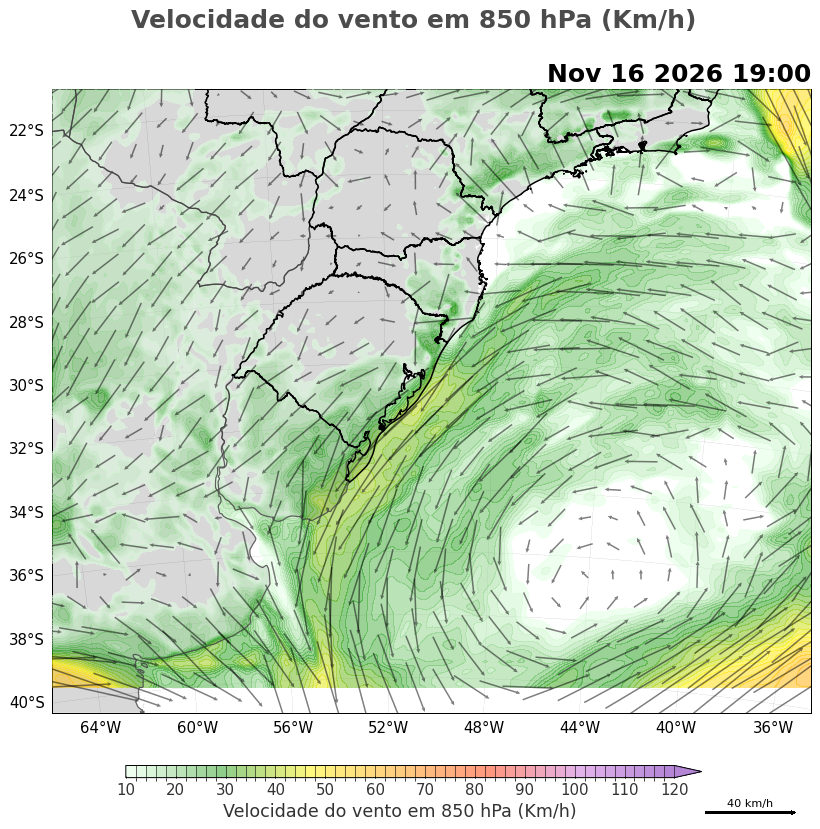 Velocidade do vento em 850 hPa (Km/h)
Nov 16 2026 19:00
22°S
24°S
26°S
28°S
30°S
32°S
34°S
36°S
38°S
40°S
64°W 60°W 56°W 52°W 48°W 44°W 40°W 36°W
10 20 30 40 50 60 70 80 90 100 110 120
Velocidade do vento em 850 hPa (Km/h)
40 km/h